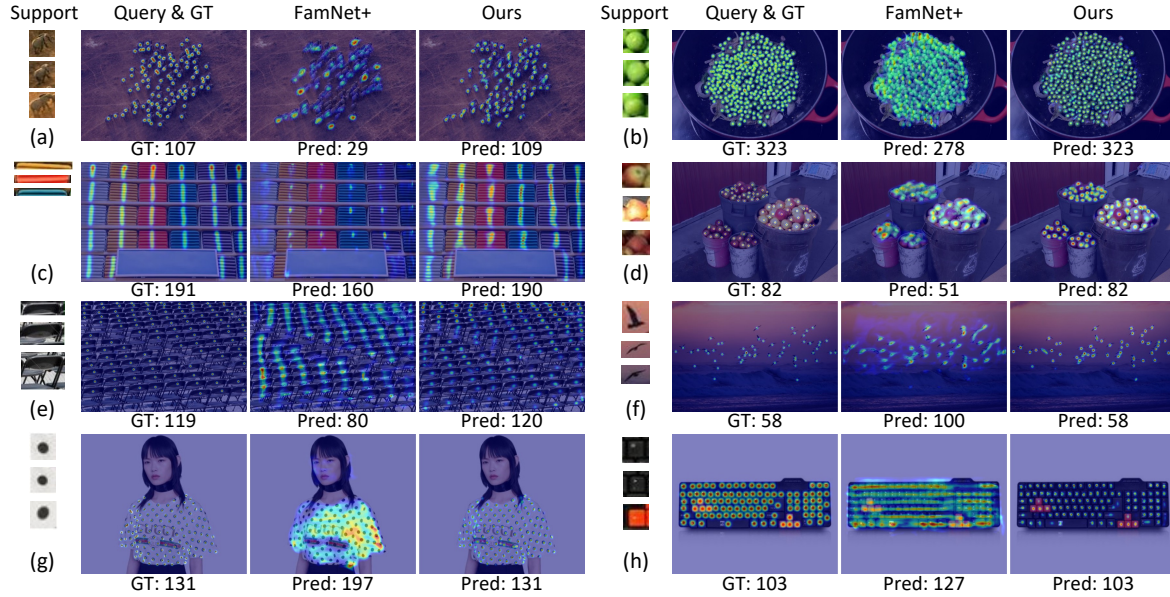 Support Query & GT FamNet+ Ours
(a)
GT: 107 Pred: 29 Pred: 109
(c)
GT: 191 Pred: 160 Pred: 190
(e)
GT: 119 Pred: 80 Pred: 120
(g)
GT: 131 Pred: 197 Pred: 131
Support Query & GT FamNet+ Ours
(b)
GT: 323 Pred: 278 Pred: 323
(d)
GT: 82 Pred: 51 Pred: 82
(f)
GT: 58 Pred: 100 Pred: 58
(h)
GT: 103 Pred: 127 Pred: 103